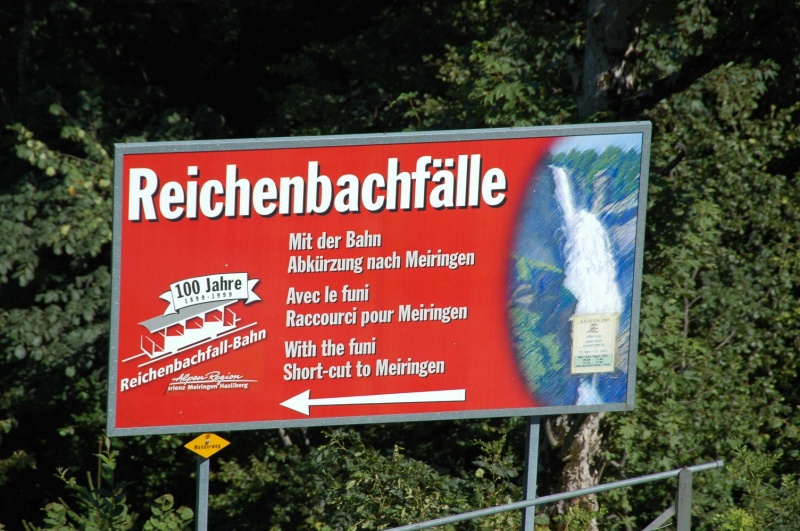 Reichenbachfälle
Mit der Bahn
Abkürzung nach Meiringen
Avec le funi
Raccourci pour Meiringen
With the funi
Short-cut to Meiringen
100 Jahre
1899-1999
Reichenbachfall-Bahn
Alpen-Region
Brienz Meiringen Hasliberg
Wanderweg